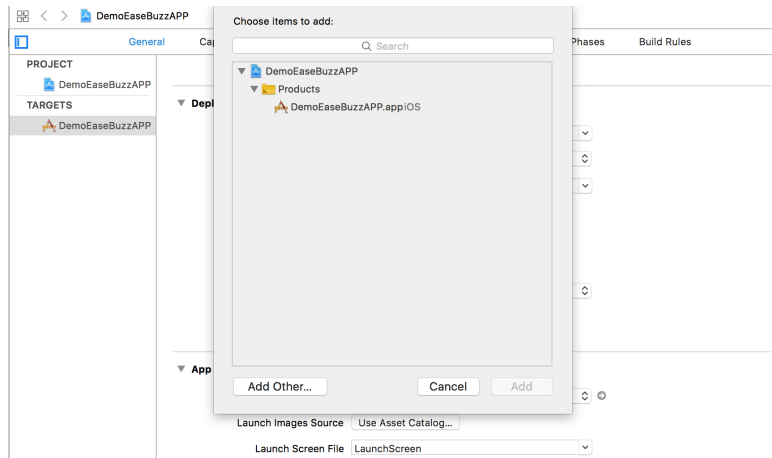 DemoEaseBuzzAPP
Choose items to add:
General
Ca
Search
Phases
Build Rules
PROJECT
DemoEaseBuzzAPP
TARGETS
DemoEaseBuzzAPP
Depl
DemoEaseBuzzAPP
Products
DemoEaseBuzzAPP.app iOS
Add Other...
Cancel
Add
App
Launch Images Source
Use Asset Catalog...
Launch Screen File
LaunchScreen